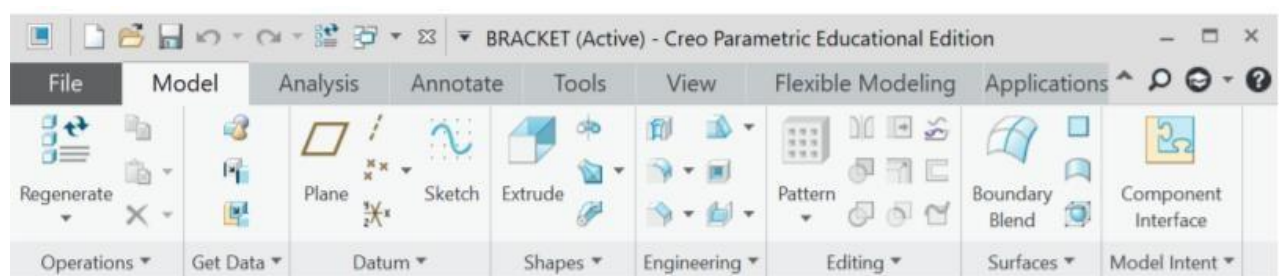 BRACKET (Active) - Creo Parametric Educational Edition
File Model Analysis Annotate Tools View Flexible Modeling Applications
Regenerate Plane Sketch Extrude Pattern Boundary Blend Component Interface
Operations Get Data Datum Shapes Engineering Editing Surfaces Model Intent